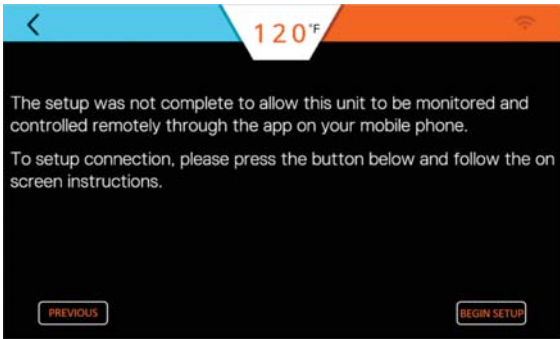 120°F
The setup was not complete to allow this unit to be monitored and
controlled remotely through the app on your mobile phone.
To setup connection, please press the button below and follow the on
screen instructions.
PREVIOUS
BEGIN SETUP